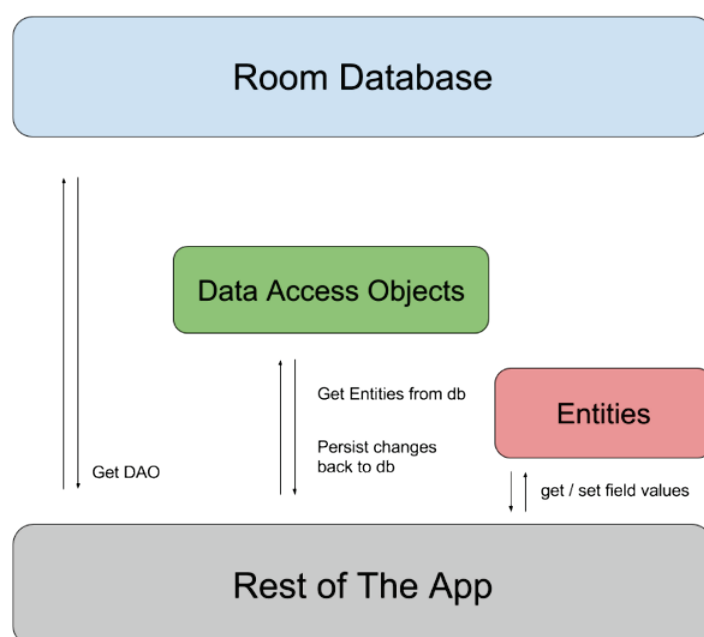 Room Database
Data Access Objects
Get Entities from db
Entities
Persist changes
back to db
Get DAO
get / set field values
Rest of The App